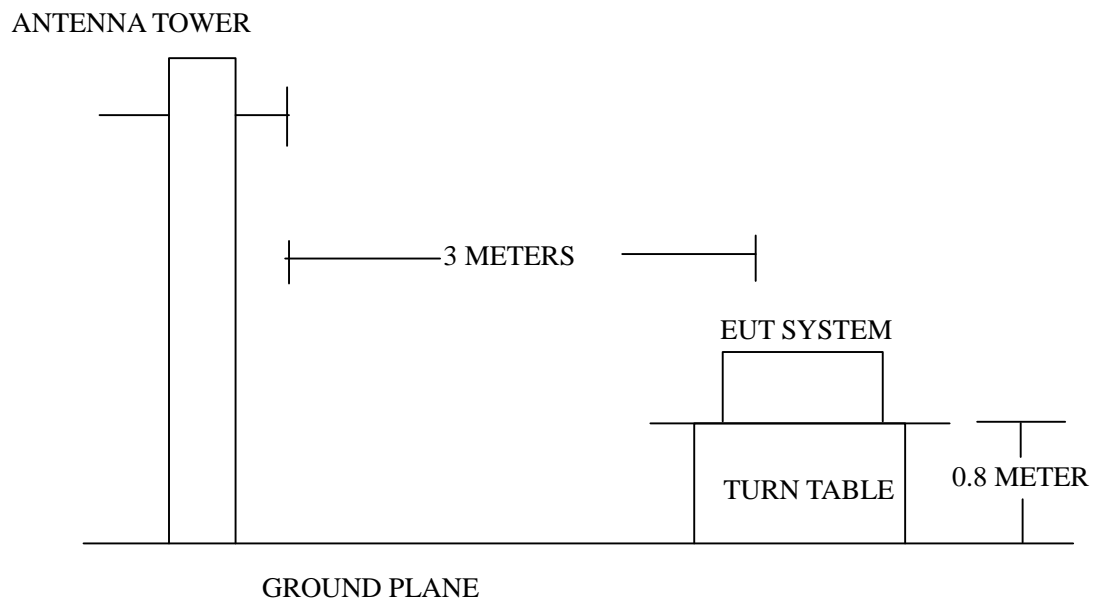 ANTENNA TOWER
3 METERS
EUT SYSTEM
TURN TABLE
0.8 METER
GROUND PLANE